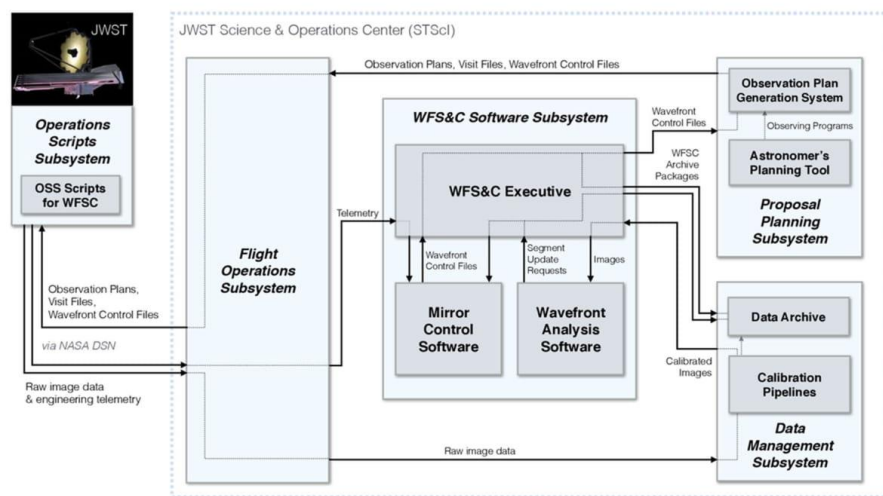 JWST
JWST Science & Operations Center (STScI)
Operations
Scripts
Subsystem
OSS Scripts
for WFSC
Observation Plans,
Visit Files,
Wavefront Control Files
via NASA DSN
Raw image data
& engineering telemetry
Flight
Operations
Subsystem
Observation Plans, Visit Files, Wavefront Control Files
WFS&C Software Subsystem
WFS&C Executive
Telemetry
Wavefront
Control Files
Segment
Update
Requests
Images
Mirror
Control
Software
Wavefront
Analysis
Software
Wavefront
Control Files
WFSC
Archive
Packages
Calibrated
Images
Raw image data
Observation Plan
Generation System
Observing Programs
Astronomer's
Planning Tool
Proposal
Planning
Subsystem
Data Archive
Calibration
Pipelines
Data
Management
Subsystem